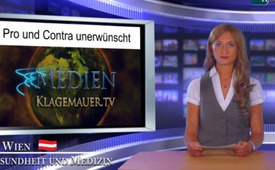 Pro und Contra unerwünscht
MEDIEN
KLAGEMAUER.TV
WIEN
SUNDHEIT UND MEDIZIN